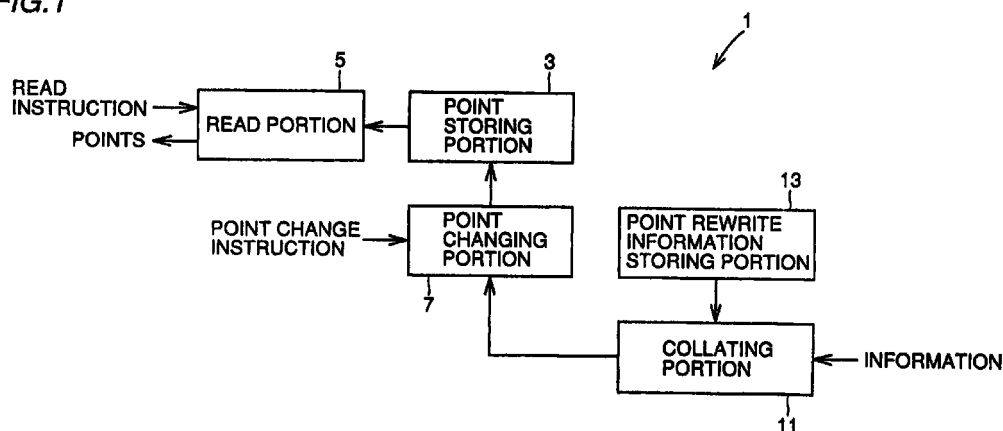 FIG.1
1
5
3
READ
INSTRUCTION
POINTS
READ PORTION
POINT
STORING
PORTION
13
POINT CHANGE
INSTRUCTION
POINT
CHANGING
PORTION
POINT REWRITE
INFORMATION
STORING PORTION
7
COLLATING
PORTION
INFORMATION
11